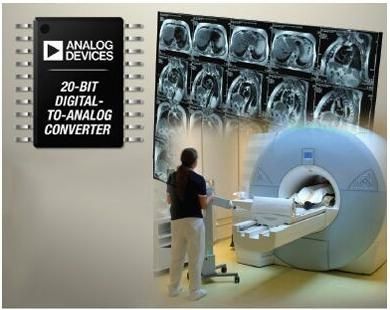 ANALOG
DEVICES
20-BIT
DIGITAL-
TO-ANALOG
CONVERTER